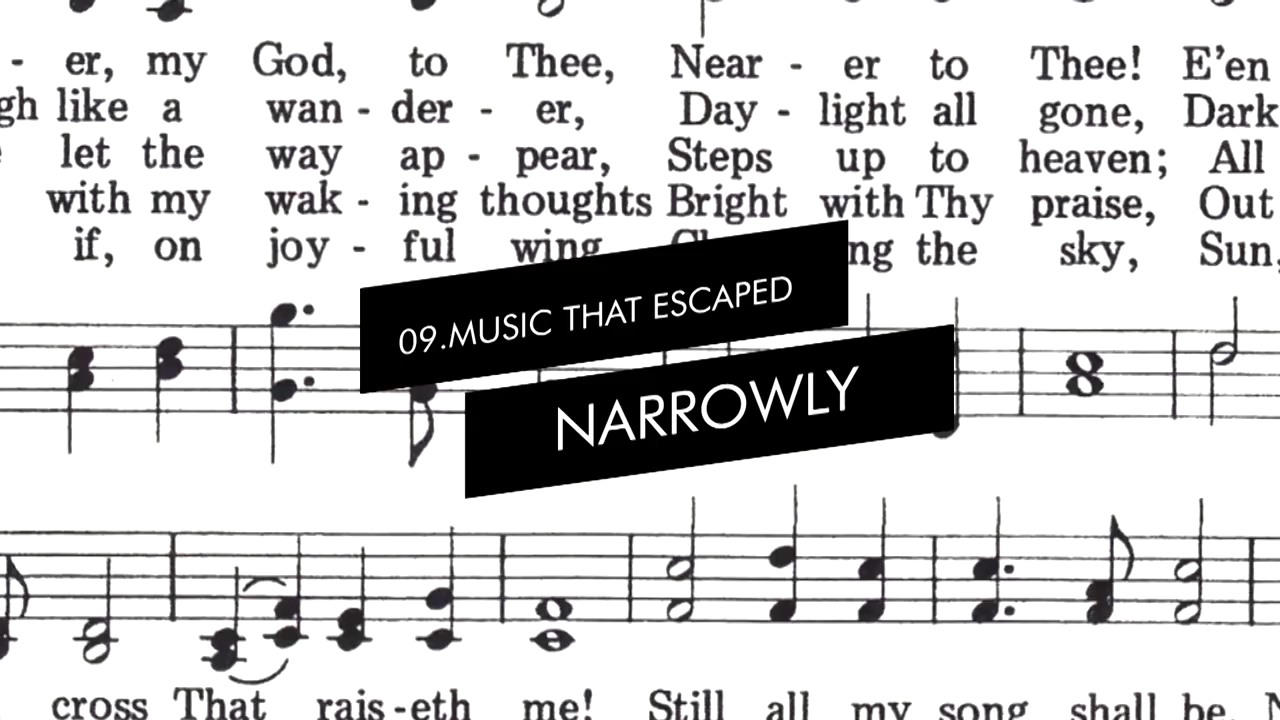 - er, my God, to Thee, Near - er to Thee! E'en
gh like a wan - der - er, Day - light all gone, Dark
let the way ap - pear, Steps up to heaven; All
with my wak - ing thoughts Bright with Thy praise, Out
if, on joy - ful wing ng the sky, Sun,
09.MUSIC THAT ESCAPED
NARROWLY
cross That rais - eth me! Still all my song shall be,